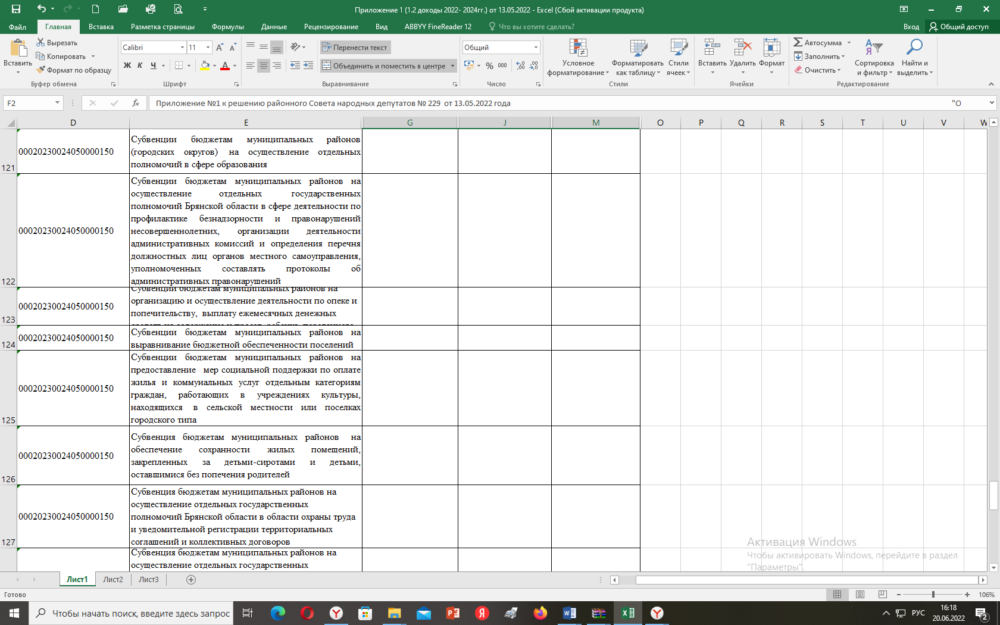 Приложение 1 (1.2 доходы 2022- 2024гг.) от 13.05.2022 - Excel (Сбой активации продукта)
Файл Главная Вставка Разметка страницы Формулы Данные Рецензирование Вид ABBYY FineReader 12 Что вы хотите сделать? Вход Общий доступ
Вставить
Вырезать
Копировать
Формат по образцу
Буфер обмена
Calibri 11
Ж К Ч А
Шрифт
Перенести текст
Объединить и поместить в центре
Выравнивание
Общий
% 000
Число
Условное форматирование
Форматировать как таблицу
Стили ячеек
Стили
Вставить Удалить Формат
Ячейки
Автосумма
Заполнить
Очистить
Сортировка и фильтр
Найти и выделить
Редактирование
F2 fx Приложение №1 к решению районного Совета народных депутатов № 229 от 13.05.2022 года "О
D E G J M O P Q R S T U V W
121 00020230024050000150
Субвенции бюджетам муниципальных районов
(городских округов) на осуществление отдельных
полномочий в сфере образования
122 00020230024050000150
Субвенции бюджетам муниципальных районов на
осуществление отдельных государственных
полномочий Брянской области в сфере деятельности по
профилактике безнадзорности и правонарушений
несовершеннолетних, организации деятельности
административных комиссий и определения перечня
должностных лиц органов местного самоуправления,
уполномоченных составлять протоколы об
административных правонарушений
123 00020230024050000150
Субвенции бюджетам муниципальных районов на
организацию и осуществление деятельности по опеке и
попечительству, выплату ежемесячных денежных
124 00020230024050000150
Субвенции бюджетам муниципальных районов на
выравнивание бюджетной обеспеченности поселений
125 00020230024050000150
Субвенции бюджетам муниципальных районов на
предоставление мер социальной поддержки по оплате
жилья и коммунальных услуг отдельным категориям
граждан, работающих в учреждениях культуры,
находящихся в сельской местности или поселках
городского типа
126 00020230024050000150
Субвенция бюджетам муниципальных районов на
обеспечение сохранности жилых помещений,
закрепленных за детьми-сиротами и детьми,
оставшимися без попечения родителей
127 00020230024050000150
Субвенция бюджетам муниципальных районов на
осуществление отдельных государственных
полномочий Брянской области в области охраны труда
и уведомительной регистрации территориальных
соглашений и коллективных договоров
Субвенция бюджетам муниципальных районов на
осуществление отдельных государственных
Активация Windows
Чтобы активировать Windows, перейдите в раздел
"Параметры".
Лист1 Лист2 Лист3
Готово 106%
Чтобы начать поиск, введите здесь запрос
РУС 16:18
20.06.2022
2